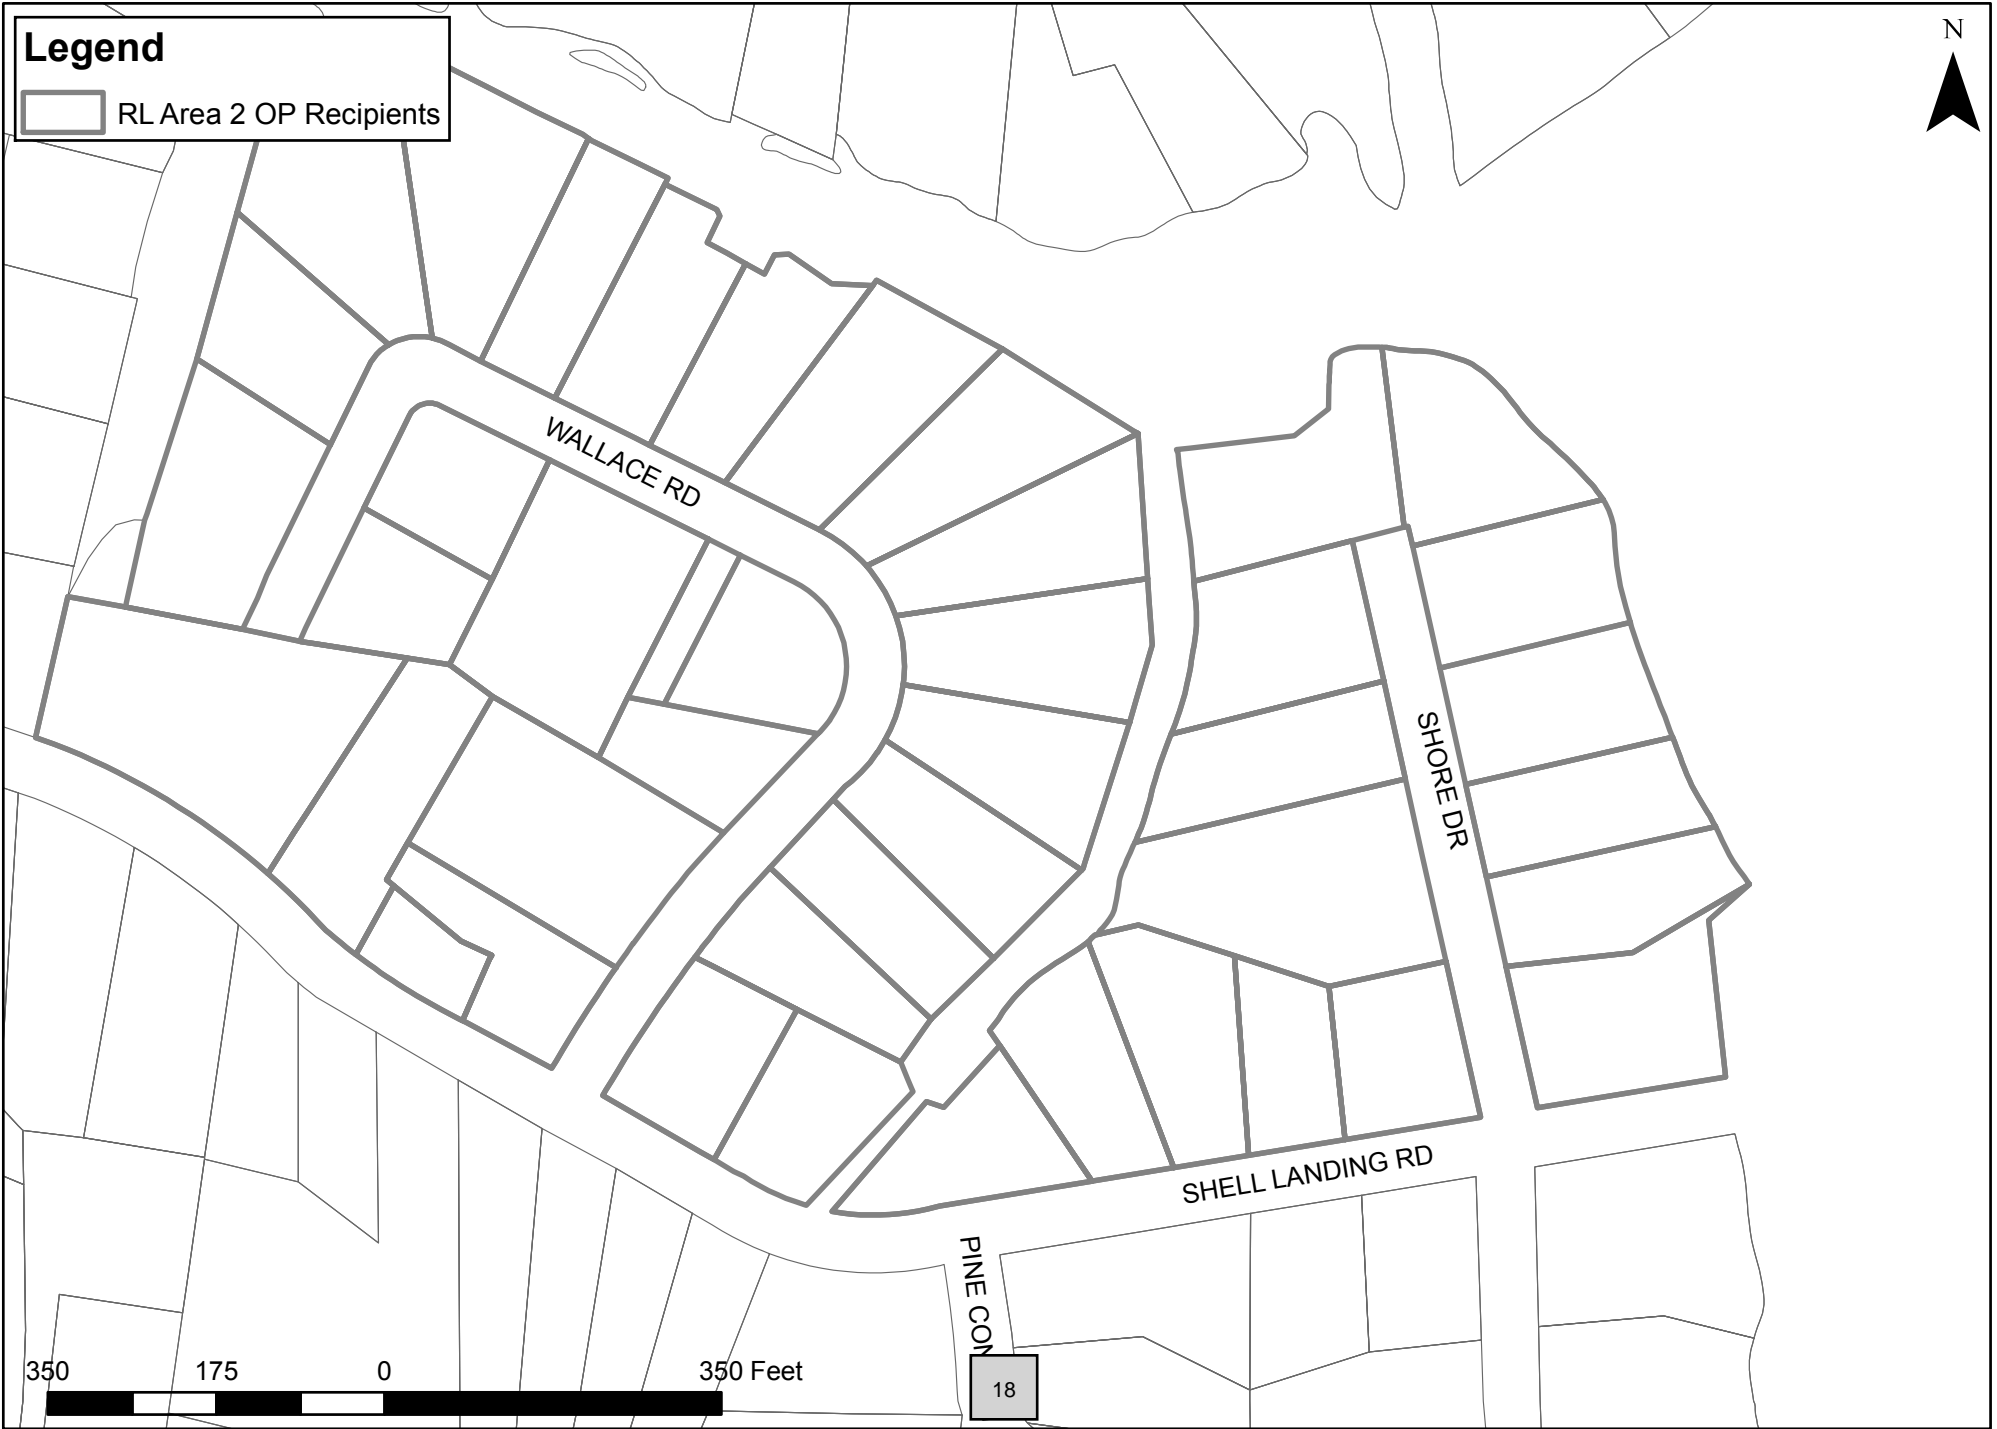 Legend
RL Area 2 OP Recipients
N
WALLACE RD
SHORE DR
SHELL LANDING RD
PINE CON
350 175 0 350 Feet
18